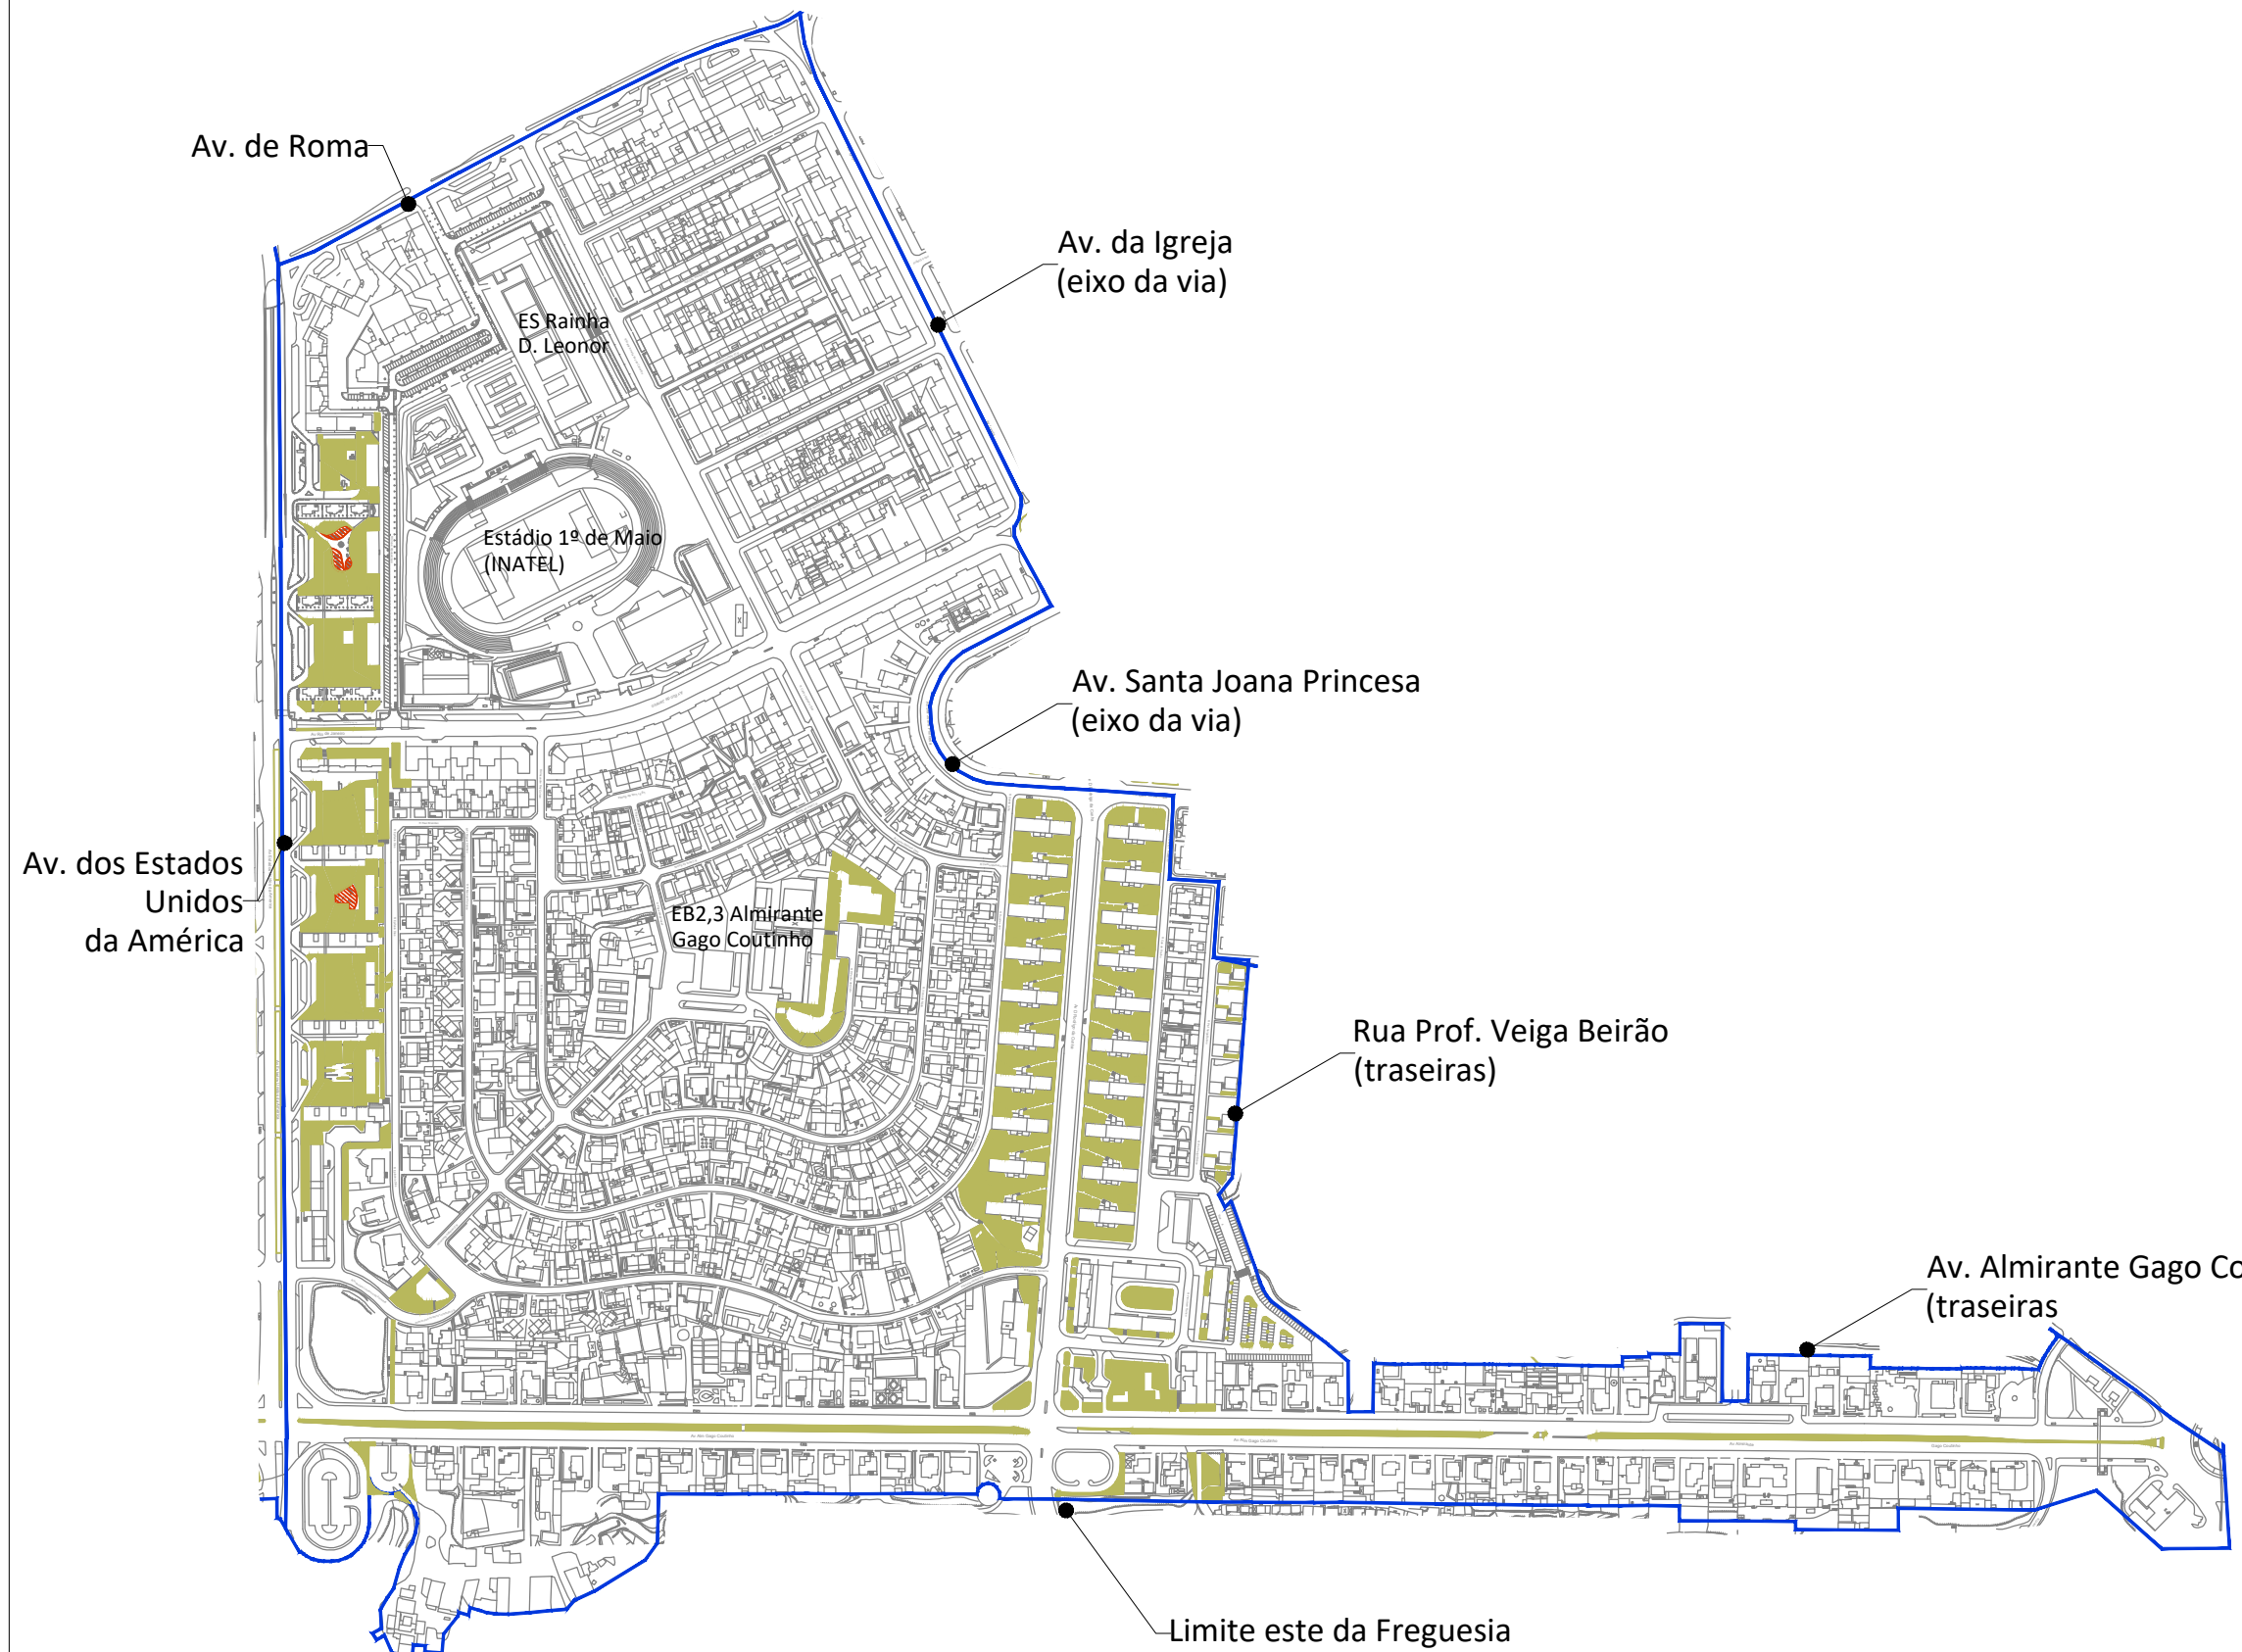 Av. de Roma
Av. da Igreja
(eixo da via)
ES Rainha
D. Leonor
Estádio 1º de Maio
(INATEL)
Av. Santa Joana Princesa
(eixo da via)
Av. dos Estados
Unidos
da América
EB2,3 Almirante
Gago Coutinho
Rua Prof. Veiga Beirão
(traseiras)
Av. Almirante Gago Co
(traseiras
Limite este da Freguesia